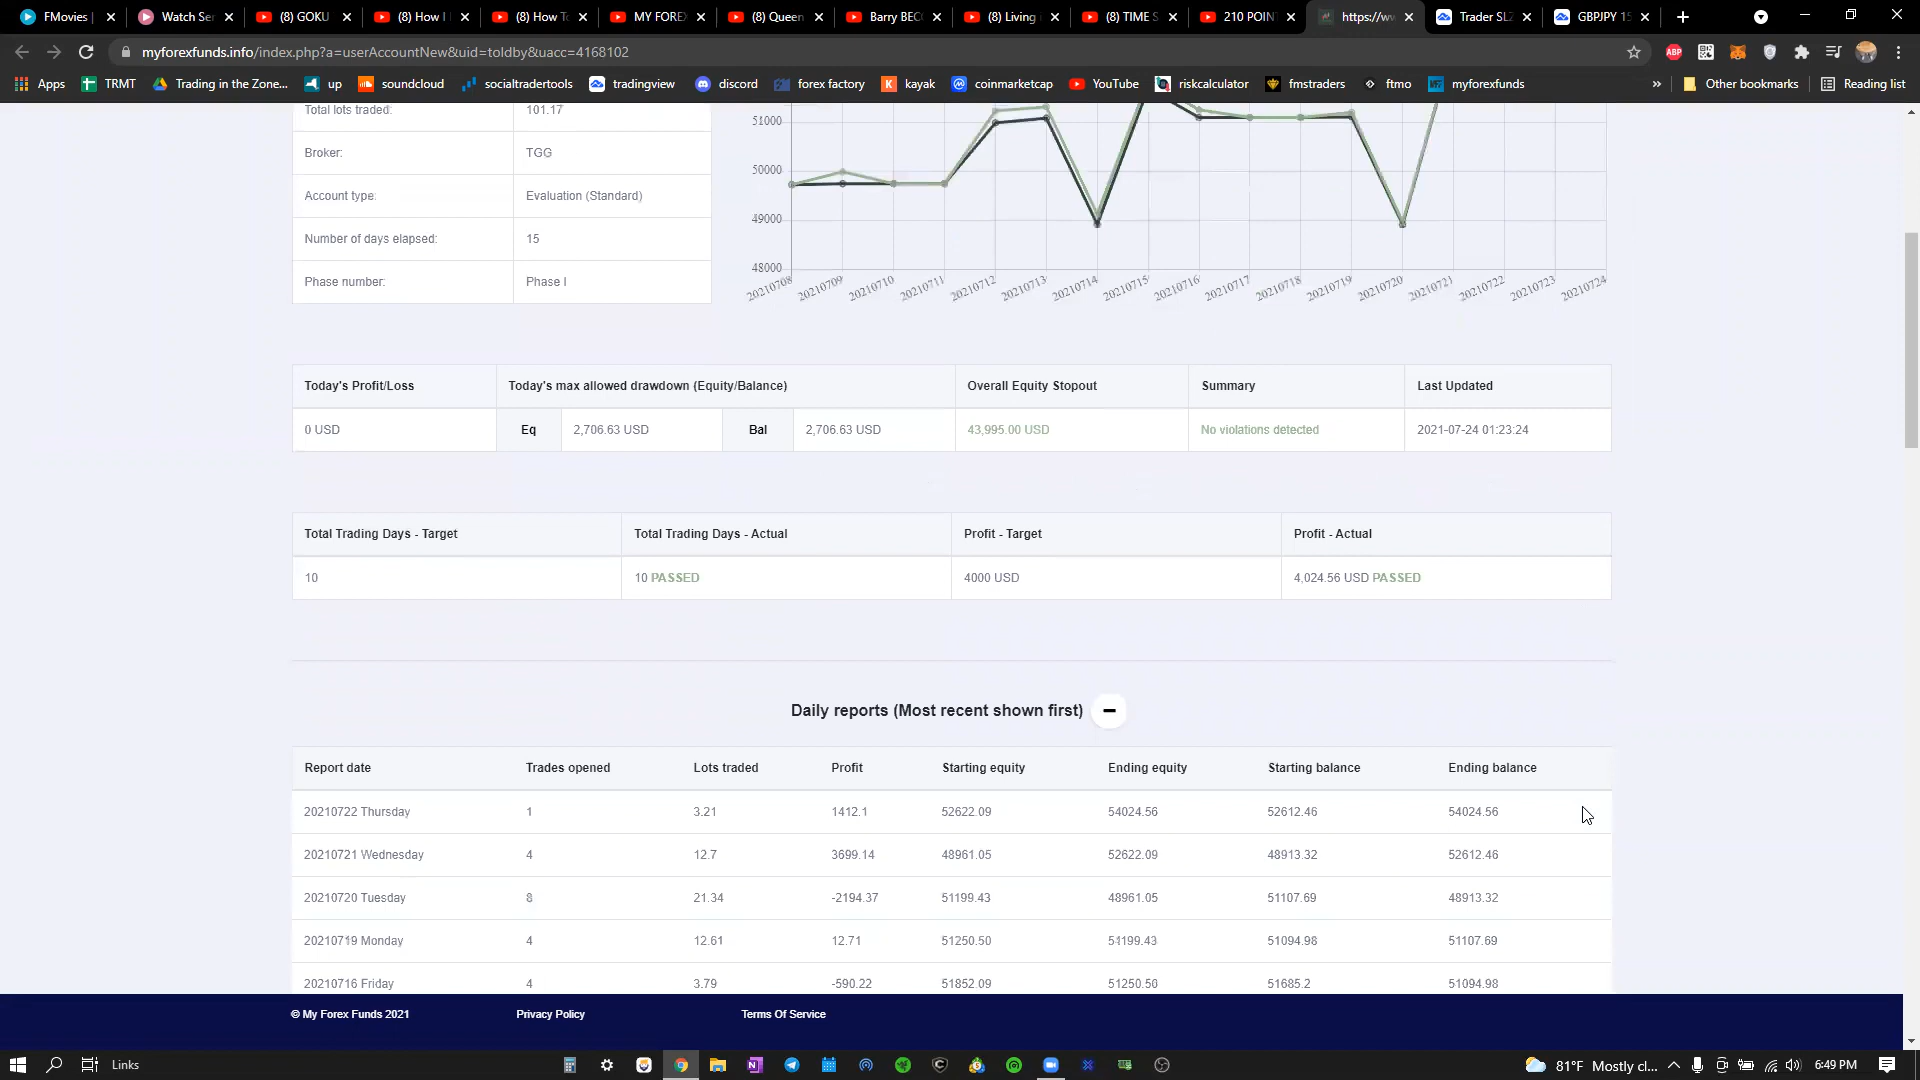 FMovies | Watch Se (8) GOKU (8) How I (8) How To MY FOREX (8) Queen Barry BEC (8) Living i (8) TIME S 210 POIN https://ww Trader SLZ GBPJPY 15
myforexfunds.info/index.php?a=userAccountNew&uid=toldby&uacc=4168102
Apps TRMT Trading in the Zone... up soundcloud socialtradertools tradingview discord forex factory kayak coinmarketcap YouTube riskcalculator fmstraders ftmo myforexfunds » Other bookmarks Reading list
Total lots traded: 101.17
Broker: TGG
Account type: Evaluation (Standard)
Number of days elapsed: 15
Phase number: Phase I
51000
50000
49000
48000
20210708 20210709 20210710 20210711 20210712 20210713 20210714 20210715 20210716 20210717 20210718 20210719 20210720 20210721 20210722 20210723 20210724
Today's Profit/Loss Today's max allowed drawdown (Equity/Balance) Overall Equity Stopout Summary Last Updated
0 USD Eq 2,706.63 USD Bal 2,706.63 USD 43,995.00 USD No violations detected 2021-07-24 01:23:24
Total Trading Days - Target Total Trading Days - Actual Profit - Target Profit - Actual
10 10 PASSED 4000 USD 4,024.56 USD PASSED
Daily reports (Most recent shown first)
Report date Trades opened Lots traded Profit Starting equity Ending equity Starting balance Ending balance
20210722 Thursday 1 3.21 1412.1 52622.09 54024.56 52612.46 54024.56
20210721 Wednesday 4 12.7 3699.14 48961.05 52622.09 48913.32 52612.46
20210720 Tuesday 8 21.34 -2194.37 51199.43 48961.05 51107.69 48913.32
20210719 Monday 4 12.61 12.71 51250.50 51199.43 51094.98 51107.69
20210716 Friday 4 3.79 -590.22 51852.09 51250.50 51685.2 51094.98
© My Forex Funds 2021 Privacy Policy Terms Of Service
Links 81°F Mostly cl... 6:49 PM